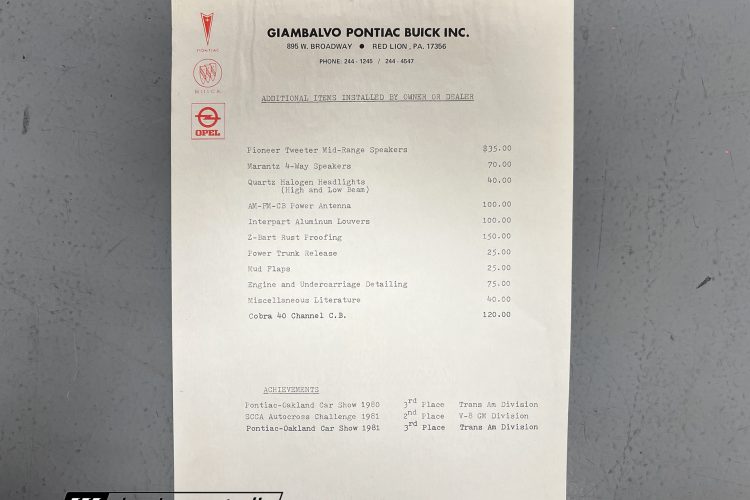 GIAMBALVO PONTIAC BUICK INC.
895 W. BROADWAY ● RED LION, PA. 17356
PHONE: 244-1245 / 244-4547
PONTIAC
BUICK
OPEL
ADDITIONAL ITEMS INSTALLED BY OWNER OR DEALER
Pioneer Tweeter Mid-Range Speakers $35.00
Marantz 4-Way Speakers 70.00
Quartz Halogen Headlights 40.00
(High and Low Beam)
AM-FM-CB Power Antenna 100.00
Interpart Aluminum Louvers 100.00
Z-Bart Rust Proofing 150.00
Power Trunk Release 25.00
Mud Flaps 25.00
Engine and Undercarriage Detailing 75.00
Miscellaneous Literature 40.00
Cobra 40 Channel C.B. 120.00
ACHIEVEMENTS
Pontiac-Oakland Car Show 1980 3rd Place Trans Am Division
SCCA Autocross Challenge 1981 2nd Place V-8 GM Division
Pontiac-Oakland Car Show 1981 3rd Place Trans Am Division